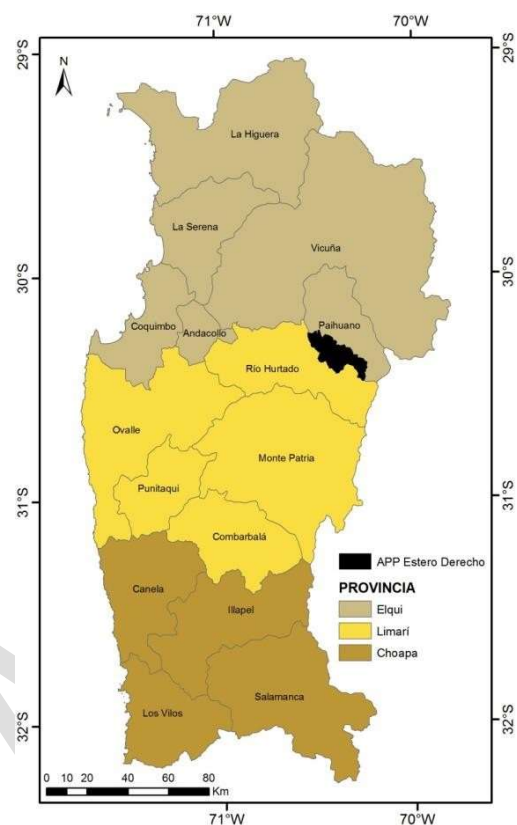 71°W 70°W
29°S 29°S
N
La Higuera
La Serena
Vicuña
30°S 30°S
Coquimbo
Andacollo
Paihuano
Río Hurtado
Ovalle
Monte Patria
Punitaqui
31°S 31°S
Combarbalá
APP Estero Derecho
PROVINCIA
Canela
Illapel
Elqui
Limarí
Choapa
Salamanca
Los Vilos
32°S 32°S
0 10 20 40 60 80
Km
71°W 70°W